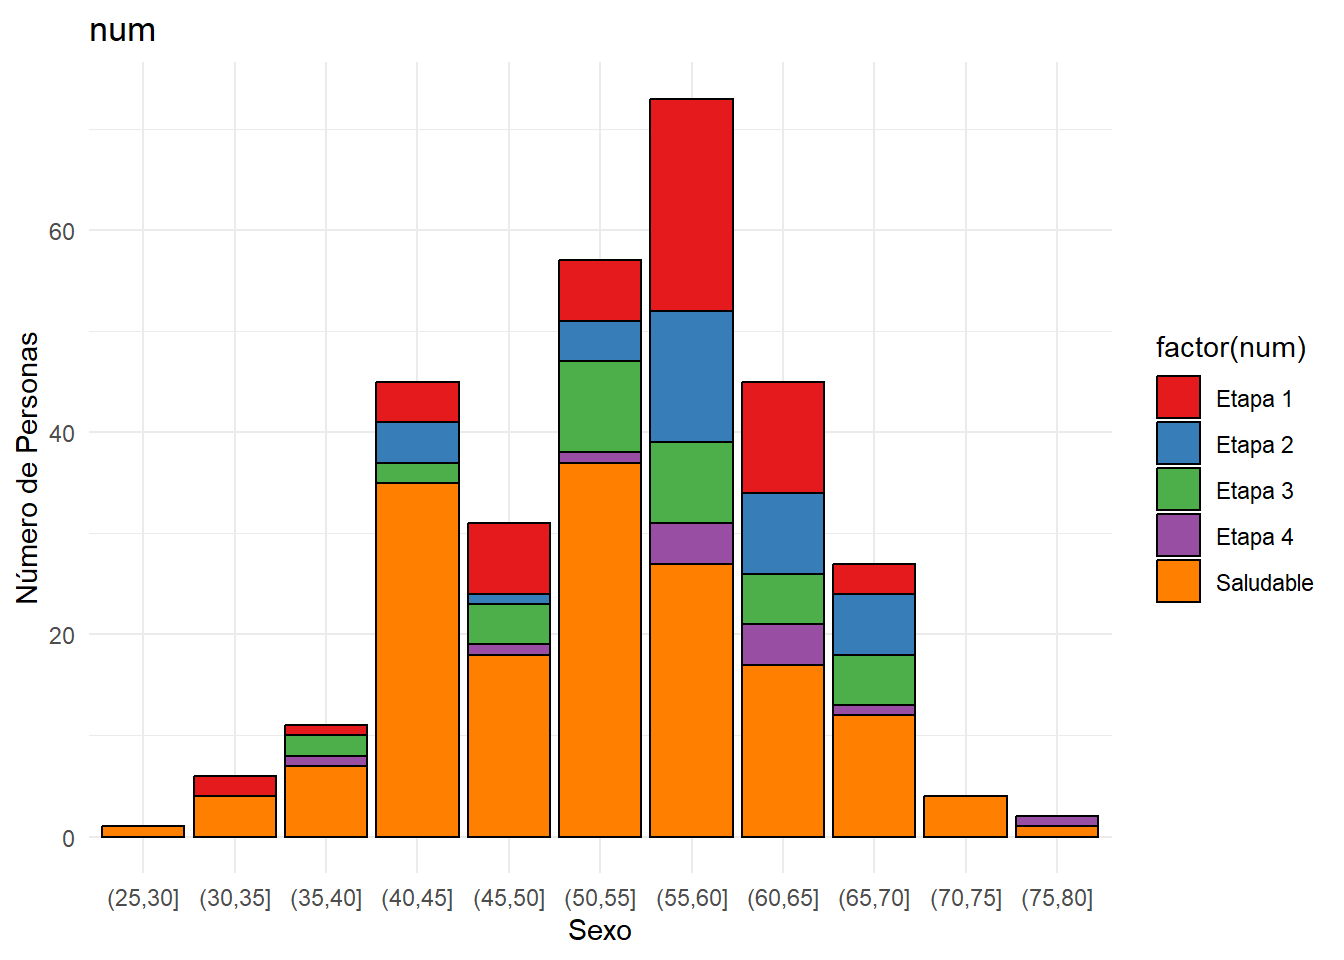 num
Número de Personas
60
40
20
0
(25,30] (30,35] (35,40] (40,45] (45,50] (50,55] (55,60] (60,65] (65,70] (70,75] (75,80]
Sexo
factor(num)
Etapa 1
Etapa 2
Etapa 3
Etapa 4
Saludable